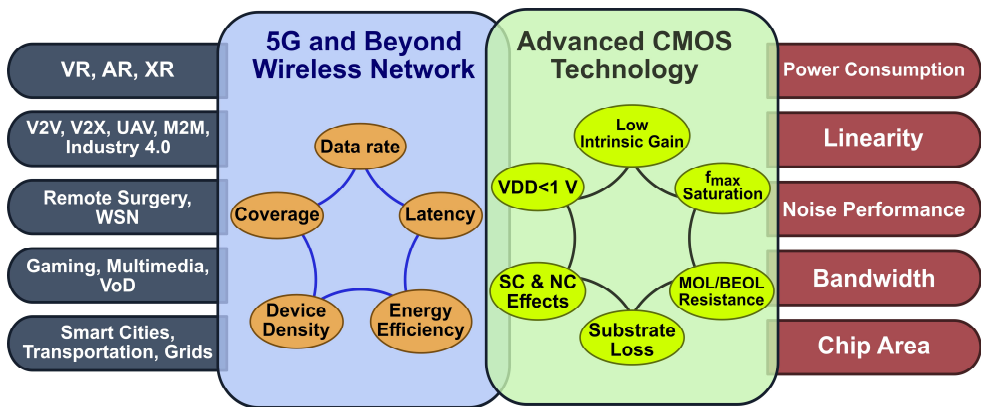 5G and Beyond
Wireless Network
Advanced CMOS
Technology
VR, AR, XR
V2V, V2X, UAV, M2M,
Industry 4.0
Remote Surgery,
WSN
Gaming, Multimedia,
VoD
Smart Cities,
Transportation, Grids
Data rate
Coverage
Latency
Device
Density
Energy
Efficiency
Low
Intrinsic Gain
VDD<1 V
fmax
Saturation
SC & NC
Effects
MOL/BEOL
Resistance
Substrate
Loss
Power Consumption
Linearity
Noise Performance
Bandwidth
Chip Area